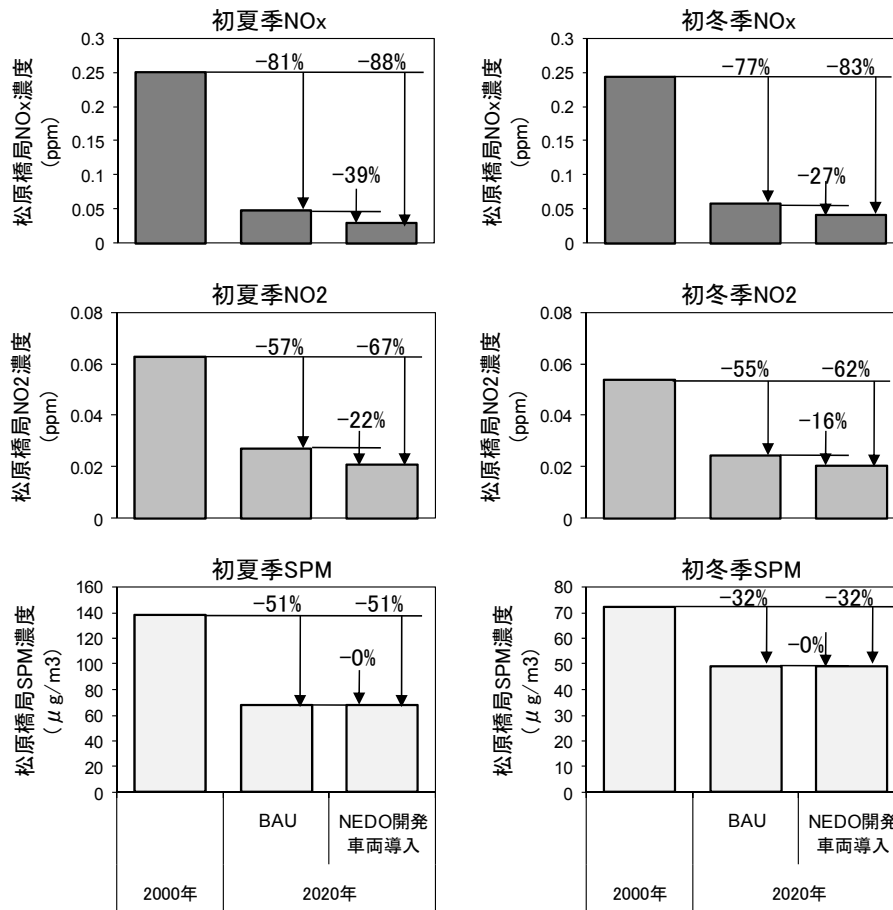 初夏季NOx
松原橋局NOx濃度
(ppm)
0.3
0.25
0.2
0.15
0.1
0.05
0
-81%
-88%
-39%
初冬季NOx
松原橋局NOx濃度
(ppm)
0.3
0.25
0.2
0.15
0.1
0.05
0
-77%
-83%
-27%
初夏季NO2
松原橋局NO2濃度
(ppm)
0.08
0.06
0.04
0.02
0
-57%
-67%
-22%
初冬季NO2
松原橋局NO2濃度
(ppm)
0.08
0.06
0.04
0.02
0
-55%
-62%
-16%
初夏季SPM
松原橋局SPM濃度
(μg/m3)
160
140
120
100
80
60
40
20
0
-51%
-51%
-0%
BAU
NEDO開発
車両導入
2000年
2020年
初冬季SPM
松原橋局SPM濃度
(μg/m3)
80
70
60
50
40
30
20
10
0
-32%
-32%
-0%
BAU
NEDO開発
車両導入
2000年
2020年